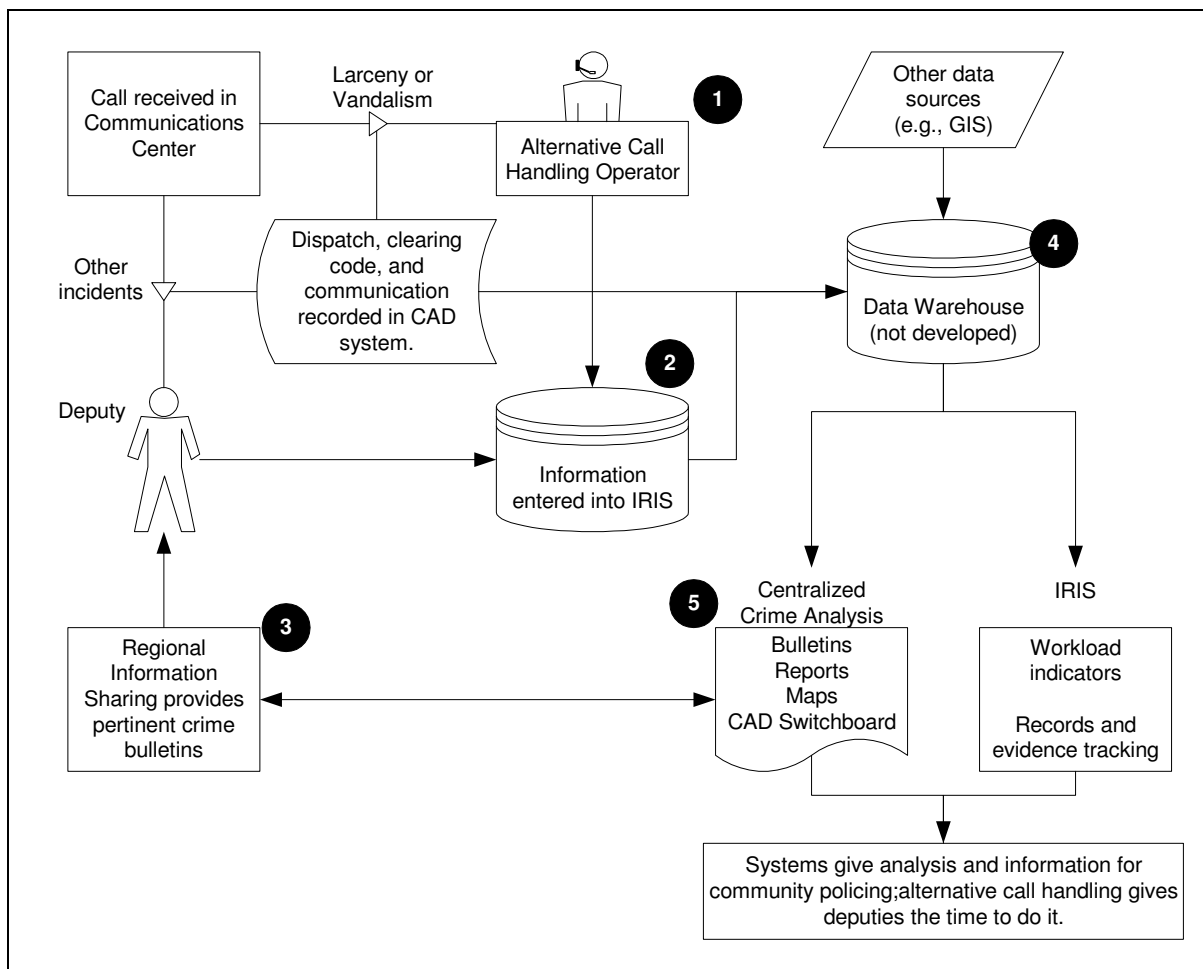 Call received in
Communications
Center
Larceny or
Vandalism
1
Alternative Call
Handling Operator
Other data
sources
(e.g., GIS)
Other
incidents
Dispatch, clearing
code, and
communication
recorded in CAD
system.
4
Data Warehouse
(not developed)
2
Deputy
Information
entered into IRIS
3
Regional
Information
Sharing provides
pertinent crime
bulletins
5
Centralized
Crime Analysis
Bulletins
Reports
Maps
CAD Switchboard
IRIS
Workload
indicators
Records and
evidence tracking
Systems give analysis and information for
community policing;alternative call handling gives
deputies the time to do it.